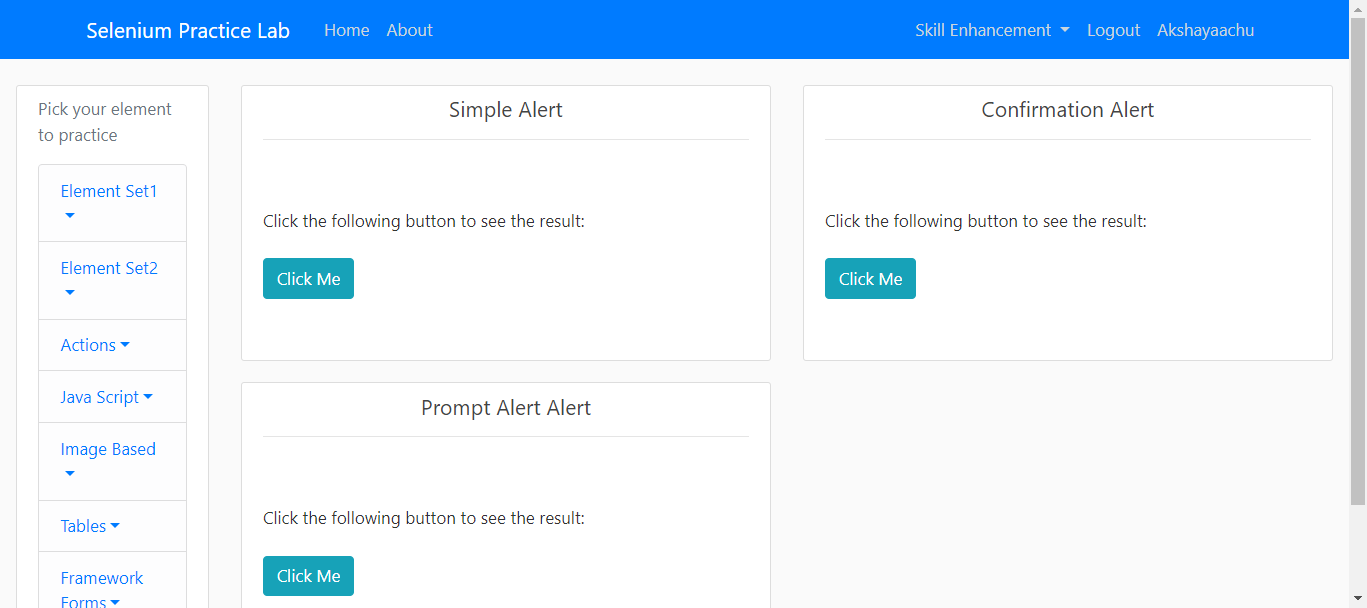 Selenium Practice Lab Home About Skill Enhancement Logout Akshayaachu
Pick your element
to practice
Element Set1
Element Set2
Actions
Java Script
Image Based
Tables
Framework
Forms
Simple Alert
Click the following button to see the result:
Click Me
Confirmation Alert
Click the following button to see the result:
Click Me
Prompt Alert Alert
Click the following button to see the result:
Click Me